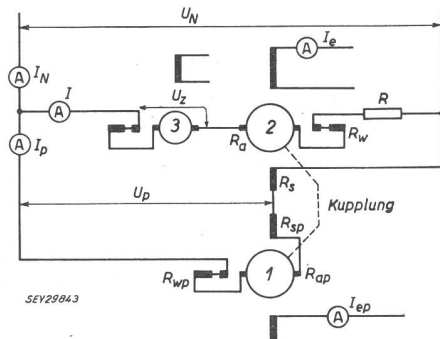 U_N
A I_e
A I_N
I
A
U_z
3
R_a
2
R
R_w
A I_p
R_s
U_p
R_sp
Kupplung
R_wp
1
R_ap
SEV29843
A I_ep